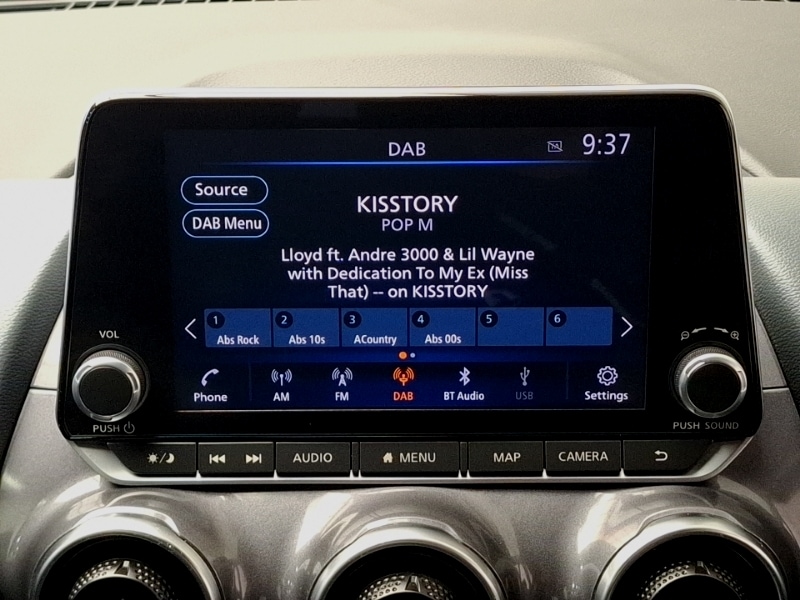 DAB
TA
9:37
Source
DAB Menu
KISSTORY
POP M
Lloyd ft. Andre 3000 & Lil Wayne
with Dedication To My Ex (Miss
That) -- on KISSTORY
1 2 3 4 5 6
Abs Rock Abs 10s ACountry Abs 00s
Phone AM FM DAB BT Audio USB Settings
VOL
PUSH
PUSH SOUND
AUDIO MENU MAP CAMERA